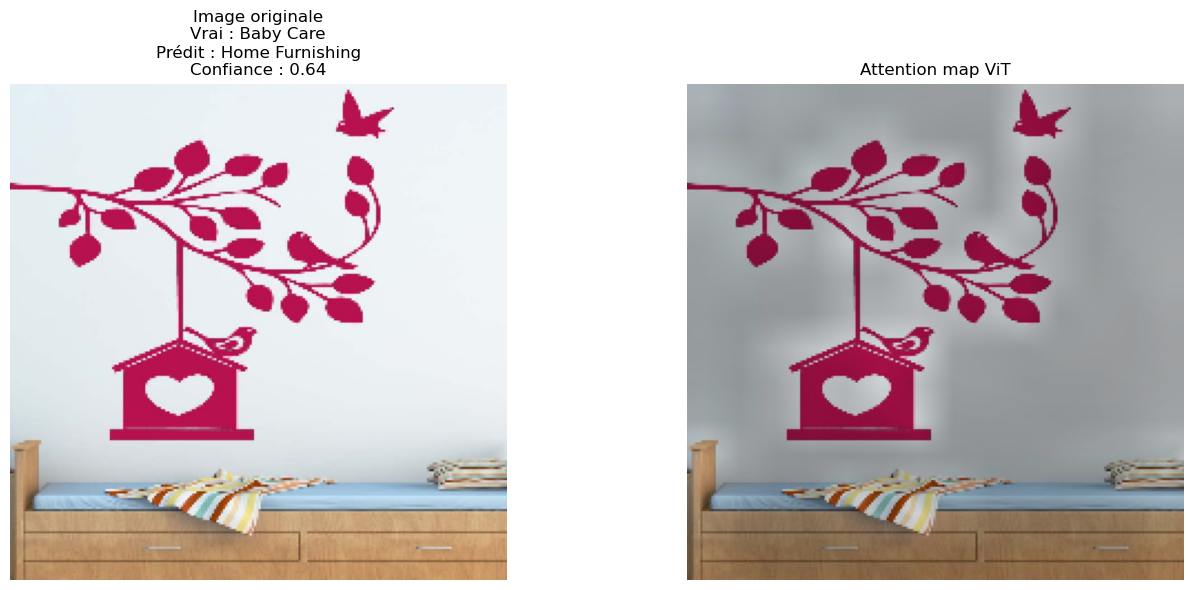 Image originale
Vrai : Baby Care
Prédit : Home Furnishing
Confiance : 0.64
Attention map ViT